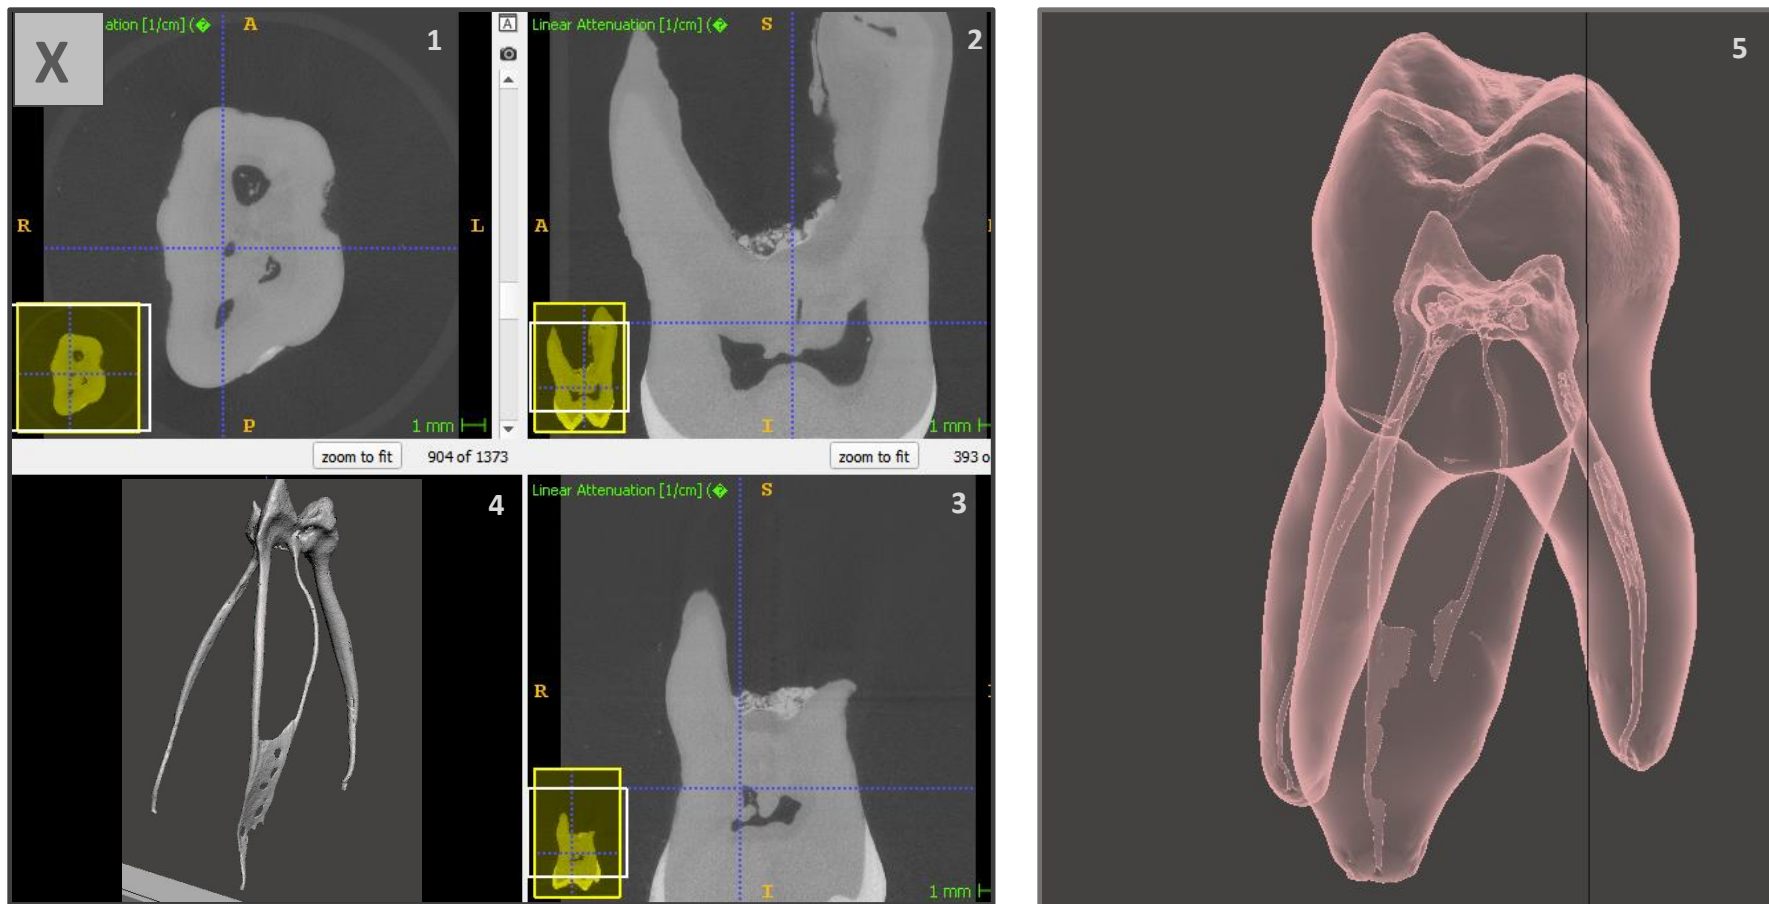 X
ation [1/cm] (�
A
1
R
L
P
1 mm
A
zoom to fit
904 of 1373
Linear Attenuation [1/cm] (�
S
2
A
I
1 mm
zoom to fit
393 o
4
Linear Attenuation [1/cm] (�
S
3
R
I
1 mm
5